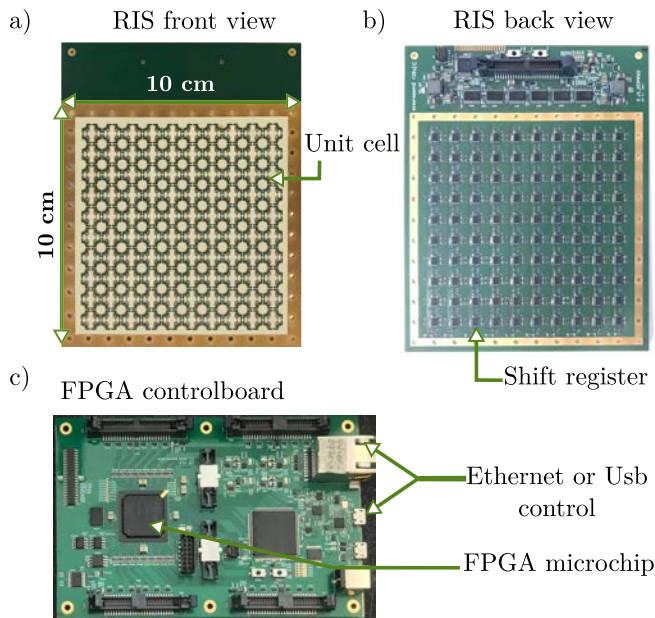 a)
RIS front view
b)
RIS back view
10 cm
10 cm
Unit cell
Shift register
c)
FPGA controlboard
Ethernet or Usb
control
FPGA microchip